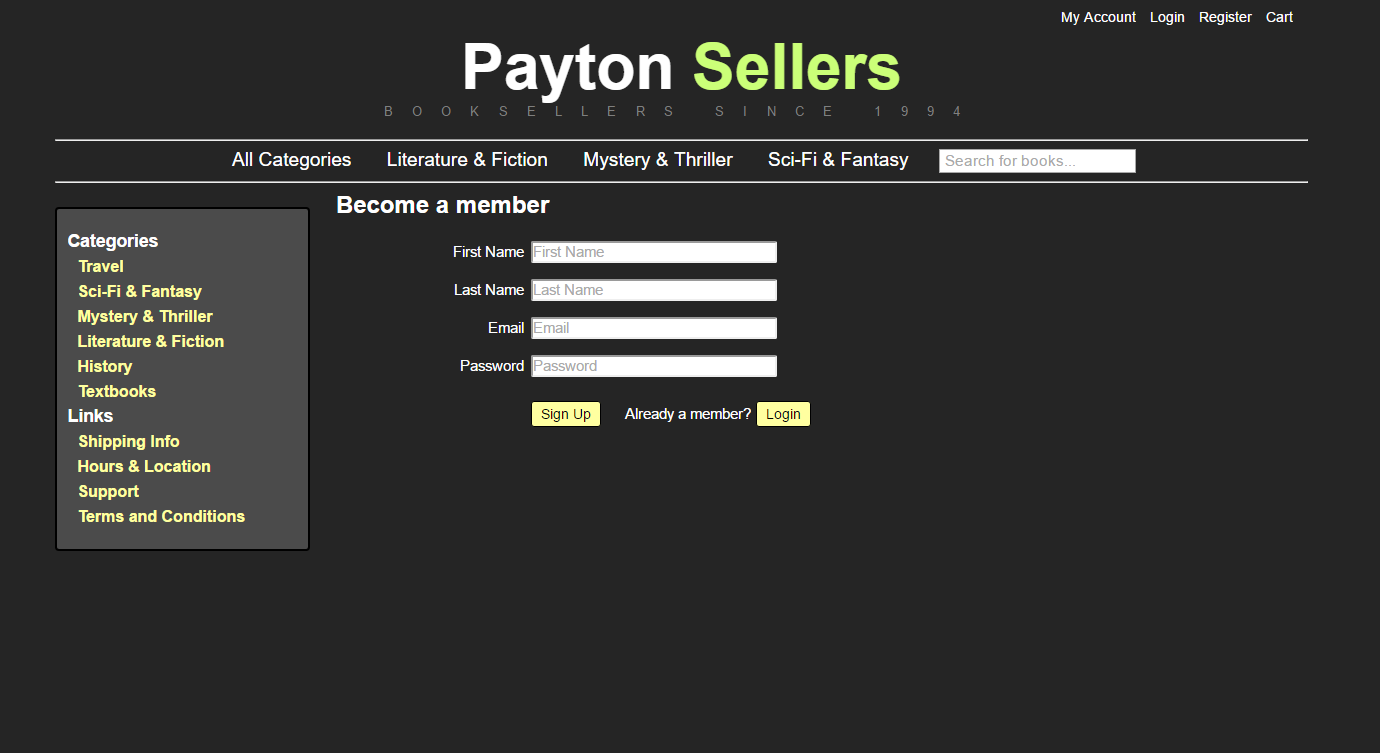 My Account Login Register Cart
Payton Sellers
BOOKSELLERS SINCE 1994
All Categories Literature & Fiction Mystery & Thriller Sci-Fi & Fantasy Search for books...
Become a member
Categories
Travel
Sci-Fi & Fantasy
Mystery & Thriller
Literature & Fiction
History
Textbooks
Links
Shipping Info
Hours & Location
Support
Terms and Conditions
First Name First Name
Last Name Last Name
Email Email
Password Password
Sign Up Already a member? Login